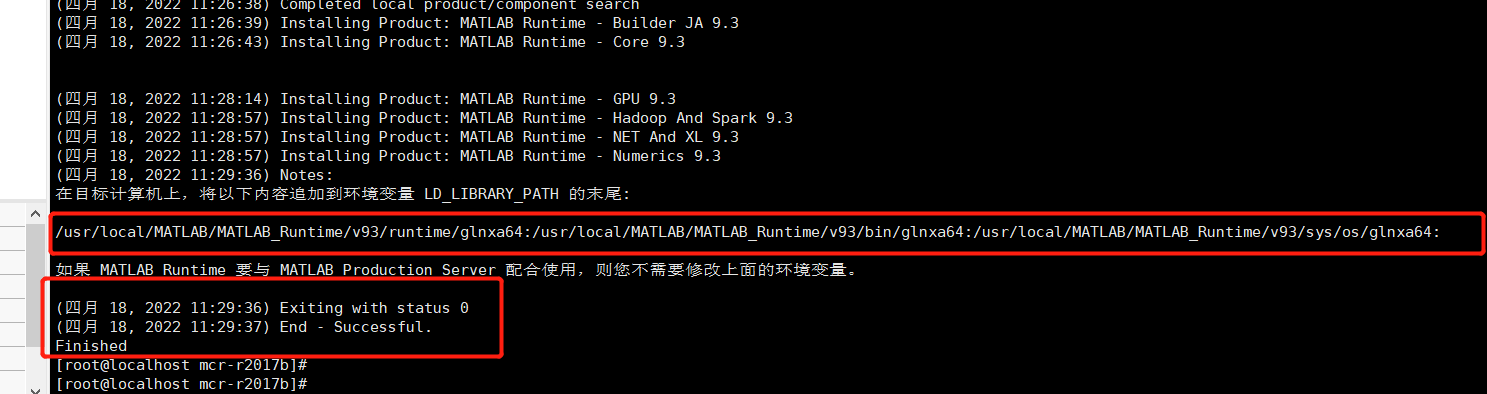 (四月 18, 2022 11:26:38) Completed local product/component search
(四月 18, 2022 11:26:39) Installing Product: MATLAB Runtime - Builder JA 9.3
(四月 18, 2022 11:26:43) Installing Product: MATLAB Runtime - Core 9.3
(四月 18, 2022 11:28:14) Installing Product: MATLAB Runtime - GPU 9.3
(四月 18, 2022 11:28:57) Installing Product: MATLAB Runtime - Hadoop And Spark 9.3
(四月 18, 2022 11:28:57) Installing Product: MATLAB Runtime - NET And XL 9.3
(四月 18, 2022 11:28:57) Installing Product: MATLAB Runtime - Numerics 9.3
(四月 18, 2022 11:29:36) Notes:
在目标计算机上，将以下内容追加到环境变量 LD_LIBRARY_PATH 的末尾:
/usr/local/MATLAB/MATLAB_Runtime/v93/runtime/glnxa64:/usr/local/MATLAB/MATLAB_Runtime/v93/bin/glnxa64:/usr/local/MATLAB/MATLAB_Runtime/v93/sys/os/glnxa64:
如果 MATLAB Runtime 要与 MATLAB Production Server 配合使用，则您不需要修改上面的环境变量。
(四月 18, 2022 11:29:36) Exiting with status 0
(四月 18, 2022 11:29:37) End - Successful.
Finished
[root@localhost mcr-r2017b]#
[root@localhost mcr-r2017b]#